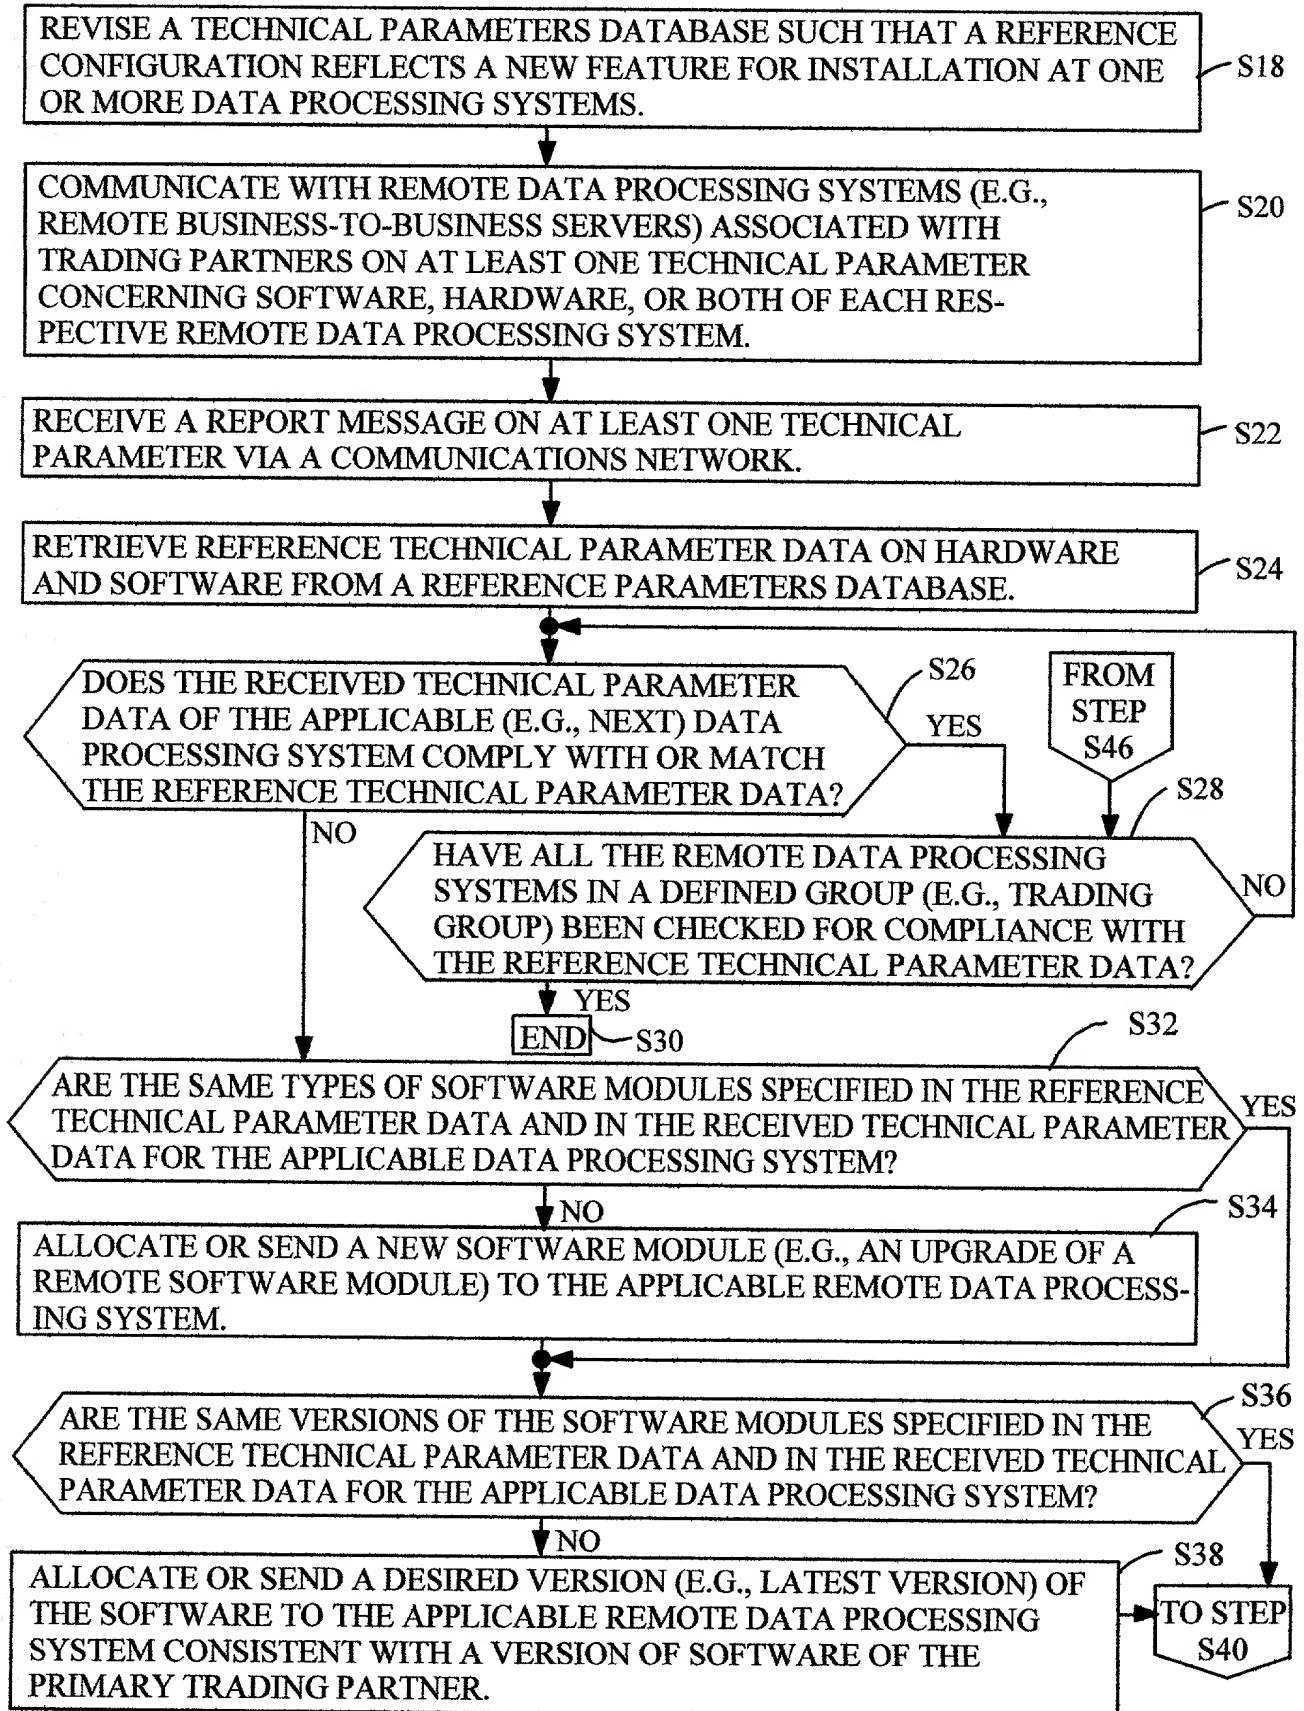 REVISE A TECHNICAL PARAMETERS DATABASE SUCH THAT A REFERENCE
CONFIGURATION REFLECTS A NEW FEATURE FOR INSTALLATION AT ONE
OR MORE DATA PROCESSING SYSTEMS.
S18
COMMUNICATE WITH REMOTE DATA PROCESSING SYSTEMS (E.G.,
REMOTE BUSINESS-TO-BUSINESS SERVERS) ASSOCIATED WITH
TRADING PARTNERS ON AT LEAST ONE TECHNICAL PARAMETER
CONCERNING SOFTWARE, HARDWARE, OR BOTH OF EACH RES-
PECTIVE REMOTE DATA PROCESSING SYSTEM.
S20
RECEIVE A REPORT MESSAGE ON AT LEAST ONE TECHNICAL
PARAMETER VIA A COMMUNICATIONS NETWORK.
S22
RETRIEVE REFERENCE TECHNICAL PARAMETER DATA ON HARDWARE
AND SOFTWARE FROM A REFERENCE PARAMETERS DATABASE.
S24
DOES THE RECEIVED TECHNICAL PARAMETER
DATA OF THE APPLICABLE (E.G., NEXT) DATA
PROCESSING SYSTEM COMPLY WITH OR MATCH
THE REFERENCE TECHNICAL PARAMETER DATA?
S26
YES
NO
FROM
STEP
S46
S28
HAVE ALL THE REMOTE DATA PROCESSING
SYSTEMS IN A DEFINED GROUP (E.G., TRADING
GROUP) BEEN CHECKED FOR COMPLIANCE WITH
THE REFERENCE TECHNICAL PARAMETER DATA?
NO
YES
END
S30
S32
ARE THE SAME TYPES OF SOFTWARE MODULES SPECIFIED IN THE REFERENCE
TECHNICAL PARAMETER DATA AND IN THE RECEIVED TECHNICAL PARAMETER
DATA FOR THE APPLICABLE DATA PROCESSING SYSTEM?
YES
NO
S34
ALLOCATE OR SEND A NEW SOFTWARE MODULE (E.G., AN UPGRADE OF A
REMOTE SOFTWARE MODULE) TO THE APPLICABLE REMOTE DATA PROCESS-
ING SYSTEM.
S36
ARE THE SAME VERSIONS OF THE SOFTWARE MODULES SPECIFIED IN THE
REFERENCE TECHNICAL PARAMETER DATA AND IN THE RECEIVED TECHNICAL
PARAMETER DATA FOR THE APPLICABLE DATA PROCESSING SYSTEM?
YES
NO
S38
ALLOCATE OR SEND A DESIRED VERSION (E.G., LATEST VERSION) OF
THE SOFTWARE TO THE APPLICABLE REMOTE DATA PROCESSING
SYSTEM CONSISTENT WITH A VERSION OF SOFTWARE OF THE
PRIMARY TRADING PARTNER.
TO STEP
S40